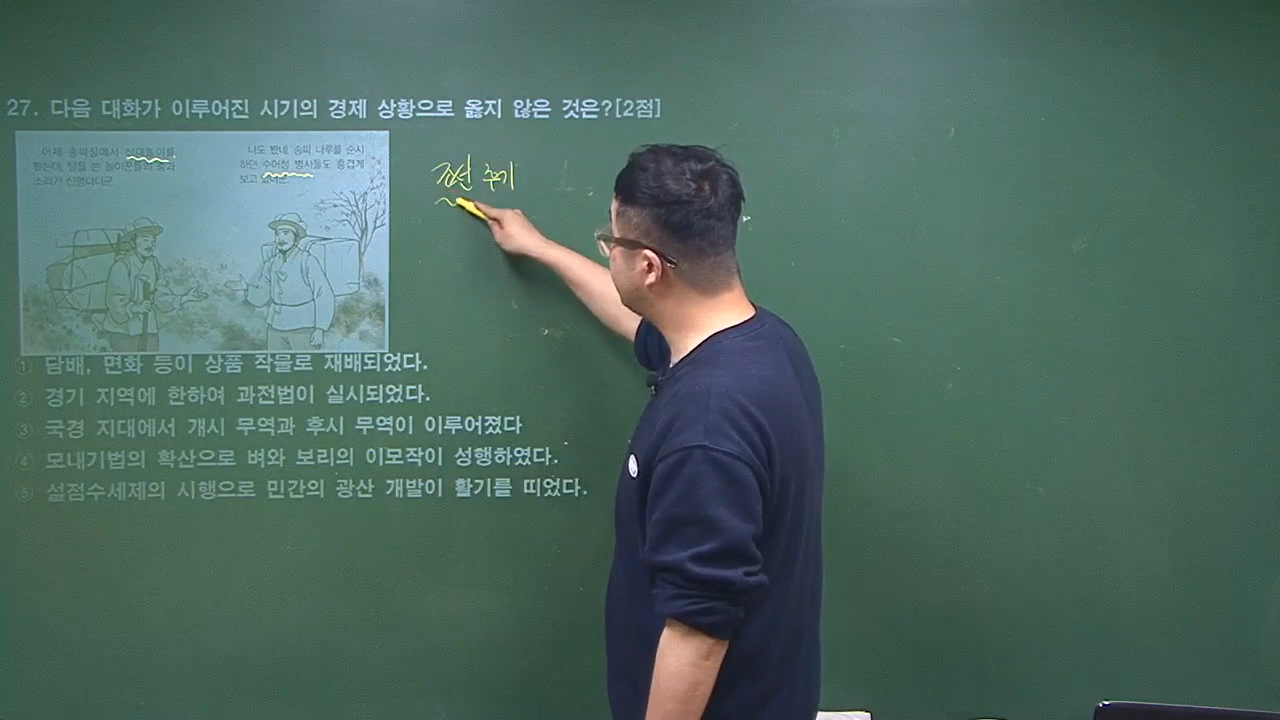 27. 다음 대화가 이루어진 시기의 경제 상황으로 옳지 않은 것은?[2점]
어제 송파장에서 산대놀이를
봤는데, 탈을 쓴 놀이꾼들의 춤과
소리가 신명나더군.
나도 봤네. 송파 나루를 순시
하던 수어청 병사들도 흥겹게
보고 있더군.
조선 후기
① 담배, 면화 등이 상품 작물로 재배되었다.
② 경기 지역에 한하여 과전법이 실시되었다.
③ 국경 지대에서 개시 무역과 후시 무역이 이루어졌다
④ 모내기법의 확산으로 벼와 보리의 이모작이 성행하였다.
⑤ 설점수세제의 시행으로 민간의 광산 개발이 활기를 띠었다.